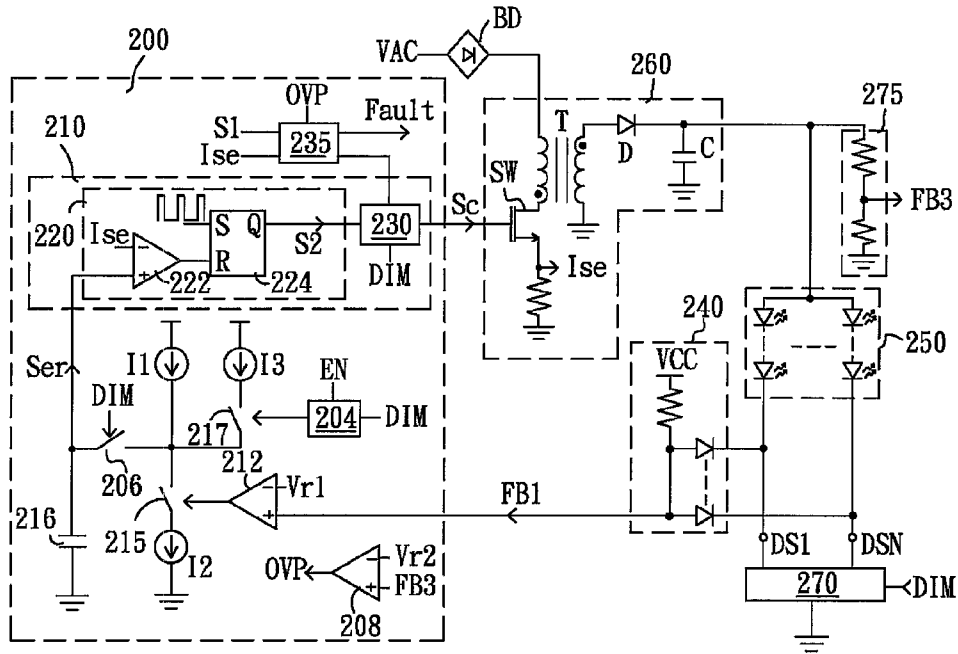 BD
200
VAC
260
OVP
Fault
275
S1
235
210
Ise
T
D
C
SW
Sc
FB3
S Q
230
220
Ise
S2
R
DIM
Ise
222
224
240
I1
I3
VCC
250
Ser
EN
DIM
204
DIM
217
212
206
Vr1
FB1
216
215
I2
Vr2
DS1
DSN
OVP
FB3
270
DIM
208